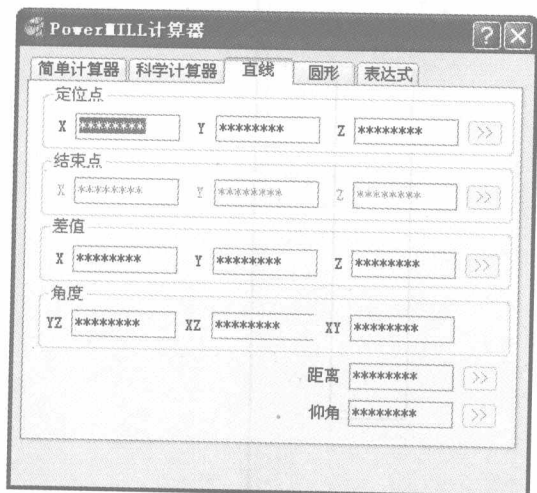 PowerMILL计算器
简单计算器 科学计算器 直线 圆形 表达式
定位点
X ******** Y ******** Z ******** >>
结束点
X ******** Y ******** Z ******** >>
差值
X ******** Y ******** Z ******** >>
角度
YZ ******** XZ ******** XY ********
距离 ******** >>
仰角 ******** >>